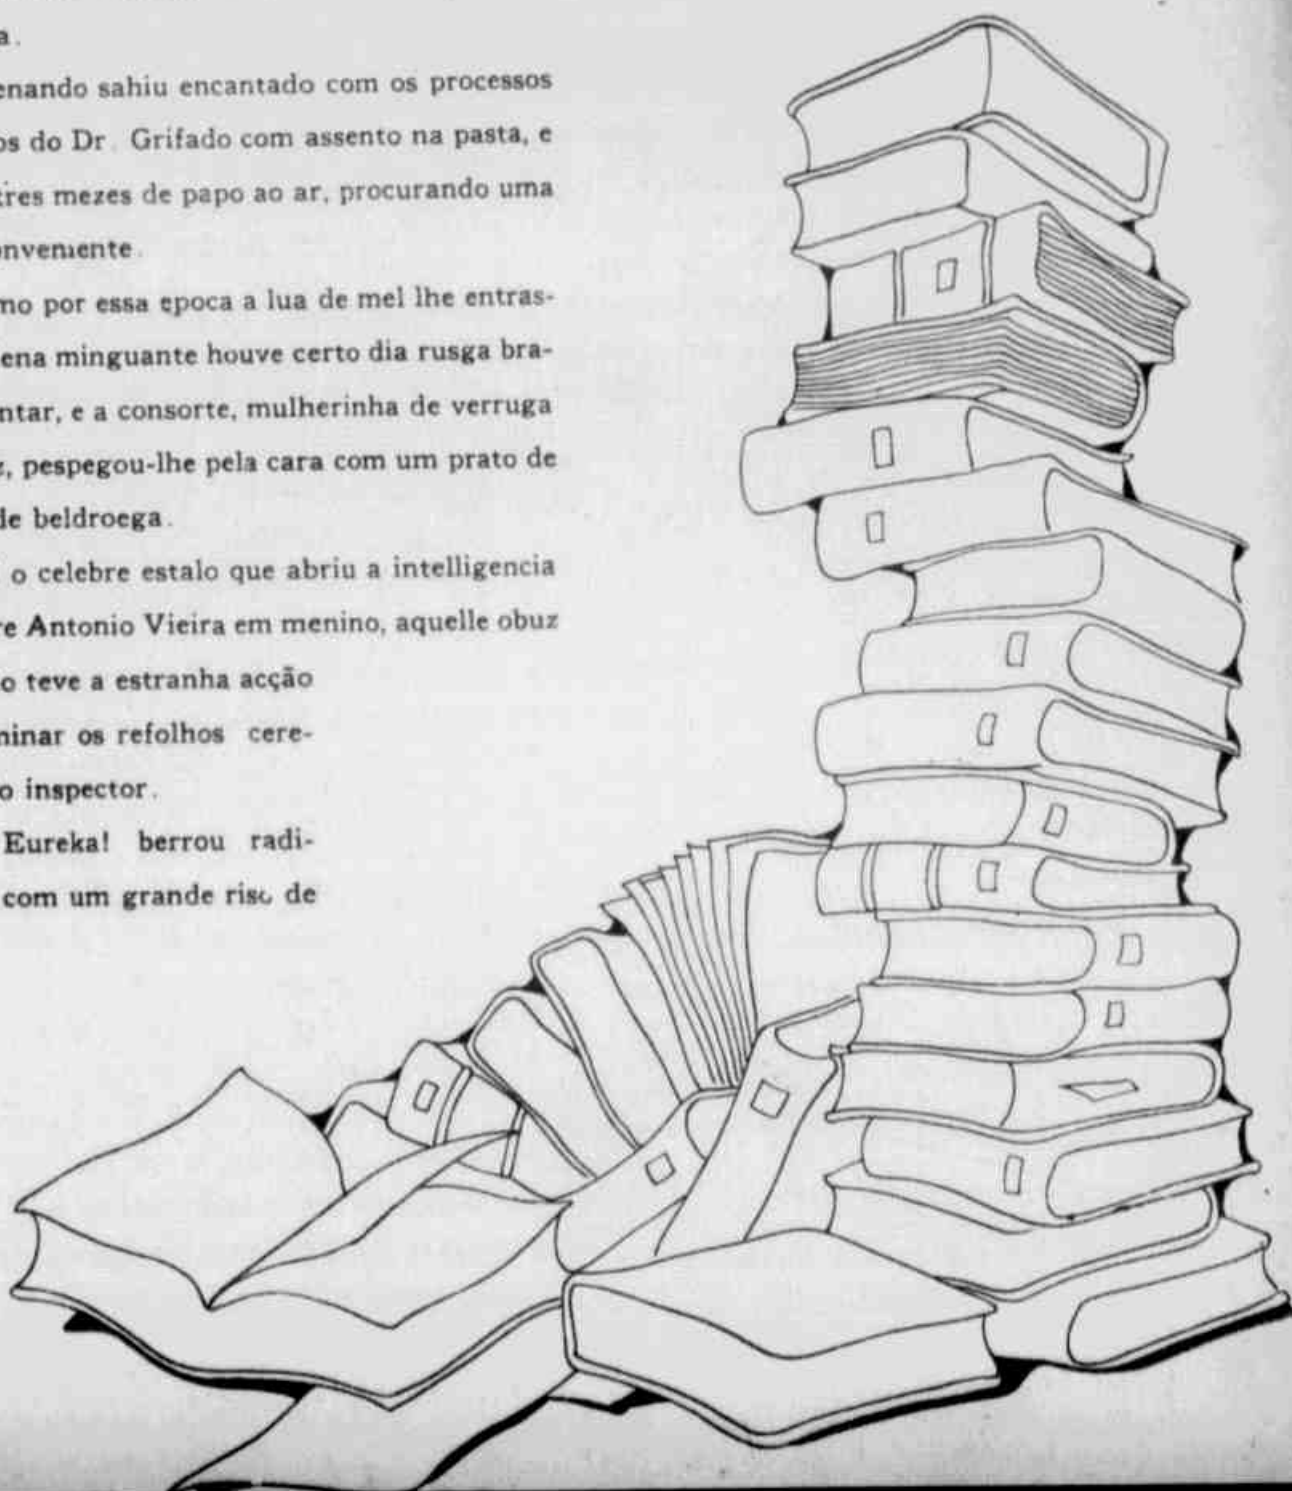 a.
enando sahiu encantado com os processos
os do Dr. Grifado com assento na pasta, e
tres mezes de papo ao ar, procurando uma
onveniente.
mo por essa epoca a lua de mel lhe entras-
ena minguante houve certo dia rusga bra-
ntar, e a consorte, mulherinha de verruga
z, pespegou-lhe pela cara com um prato de
de beldroega.
o celebre estalo que abriu a intelligencia
re Antonio Vieira em menino, aquelle obuz
o teve a estranha acção
minar os refolhos cere-
o inspector.
Eureka! berrou radi-
com um grande riso de